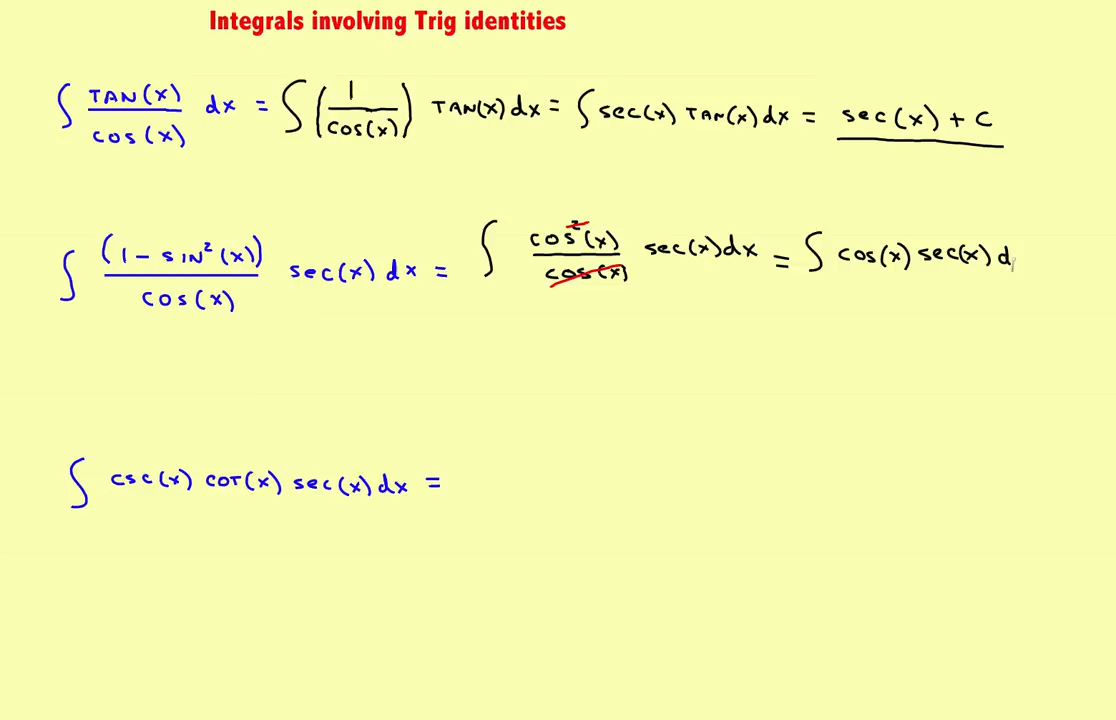 Integrals involving Trig identities
∫ TAN(x)/cos(x) dx = ∫ (1/cos(x)) TAN(x) dx = ∫ sec(x) TAN(x) dx = sec(x) + C
∫ (1 - sin²(x))/cos(x) sec(x) dx = ∫ cos²(x)/cos(x) sec(x) dx = ∫ cos(x) sec(x) d
∫ csc(x) cot(x) sec(x) dx =